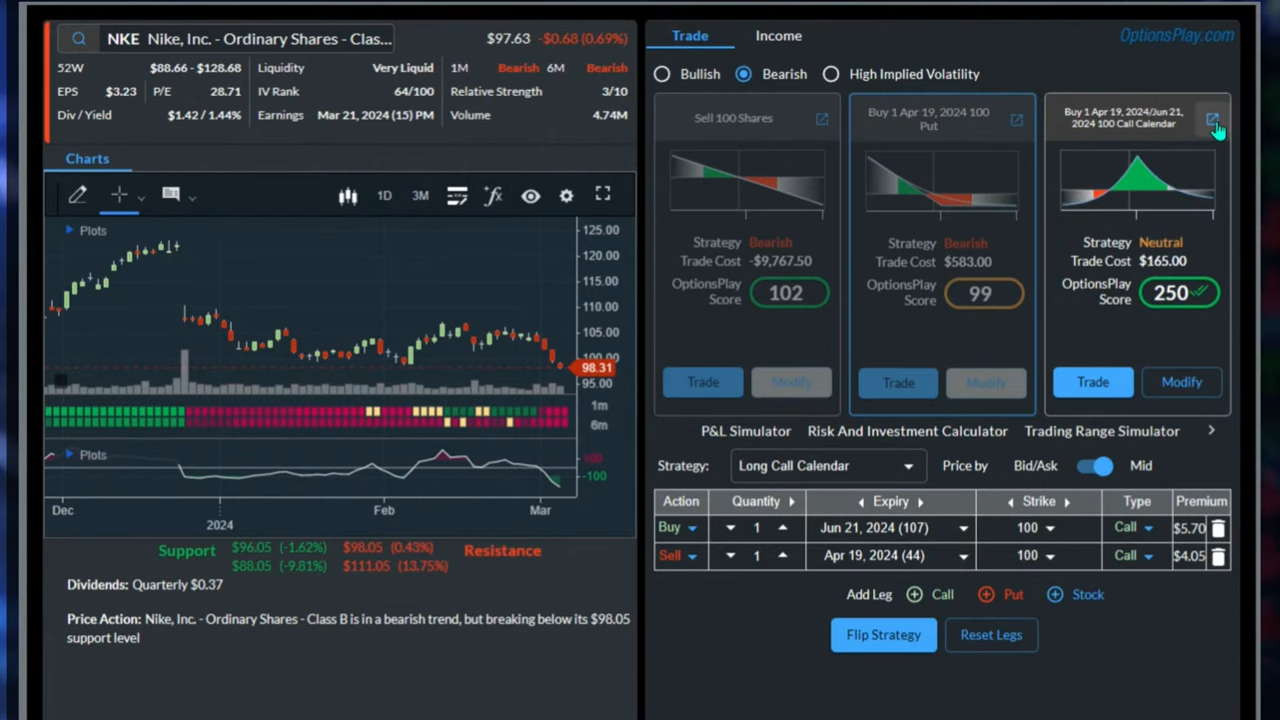 NKE Nike, Inc. - Ordinary Shares - Clas...
$97.63 -$0.68 (0.69%)
52W $88.66 - $128.68 Liquidity Very Liquid 1M Bearish 6M Bearish
EPS $3.23 P/E 28.71 IV Rank 64/100 Relative Strength 3/10
Div / Yield $1.42 / 1.44% Earnings Mar 21, 2024 (15) PM Volume 4.74M
Charts
1D 3M
Plots
125.00
120.00
115.00
110.00
105.00
100.00
98.31
95.00
1m
6m
Plots
100
-100
Dec 2024 Feb Mar
Support $96.05 (-1.62%) $98.05 (0.43%) Resistance
$88.05 (-9.81%) $111.05 (13.75%)
Dividends: Quarterly $0.37
Price Action: Nike, Inc. - Ordinary Shares - Class B is in a bearish trend, but breaking below its $98.05
support level
Trade Income OptionsPlay.com
Bullish Bearish High Implied Volatility
Sell 100 Shares
Strategy Bearish
Trade Cost -$9,767.50
OptionsPlay
Score 102
Trade Modify
Buy 1 Apr 19, 2024 100
Put
Strategy Bearish
Trade Cost $583.00
OptionsPlay
Score 99
Trade Modify
Buy 1 Apr 19, 2024/Jun 21,
2024 100 Call Calendar
Strategy Neutral
Trade Cost $165.00
OptionsPlay
Score 250
Trade Modify
P&L Simulator Risk And Investment Calculator Trading Range Simulator
Strategy: Long Call Calendar Price by Bid/Ask Mid
Action Quantity Expiry Strike Type Premium
Buy 1 Jun 21, 2024 (107) 100 Call $5.70
Sell 1 Apr 19, 2024 (44) 100 Call $4.05
Add Leg Call Put Stock
Flip Strategy Reset Legs